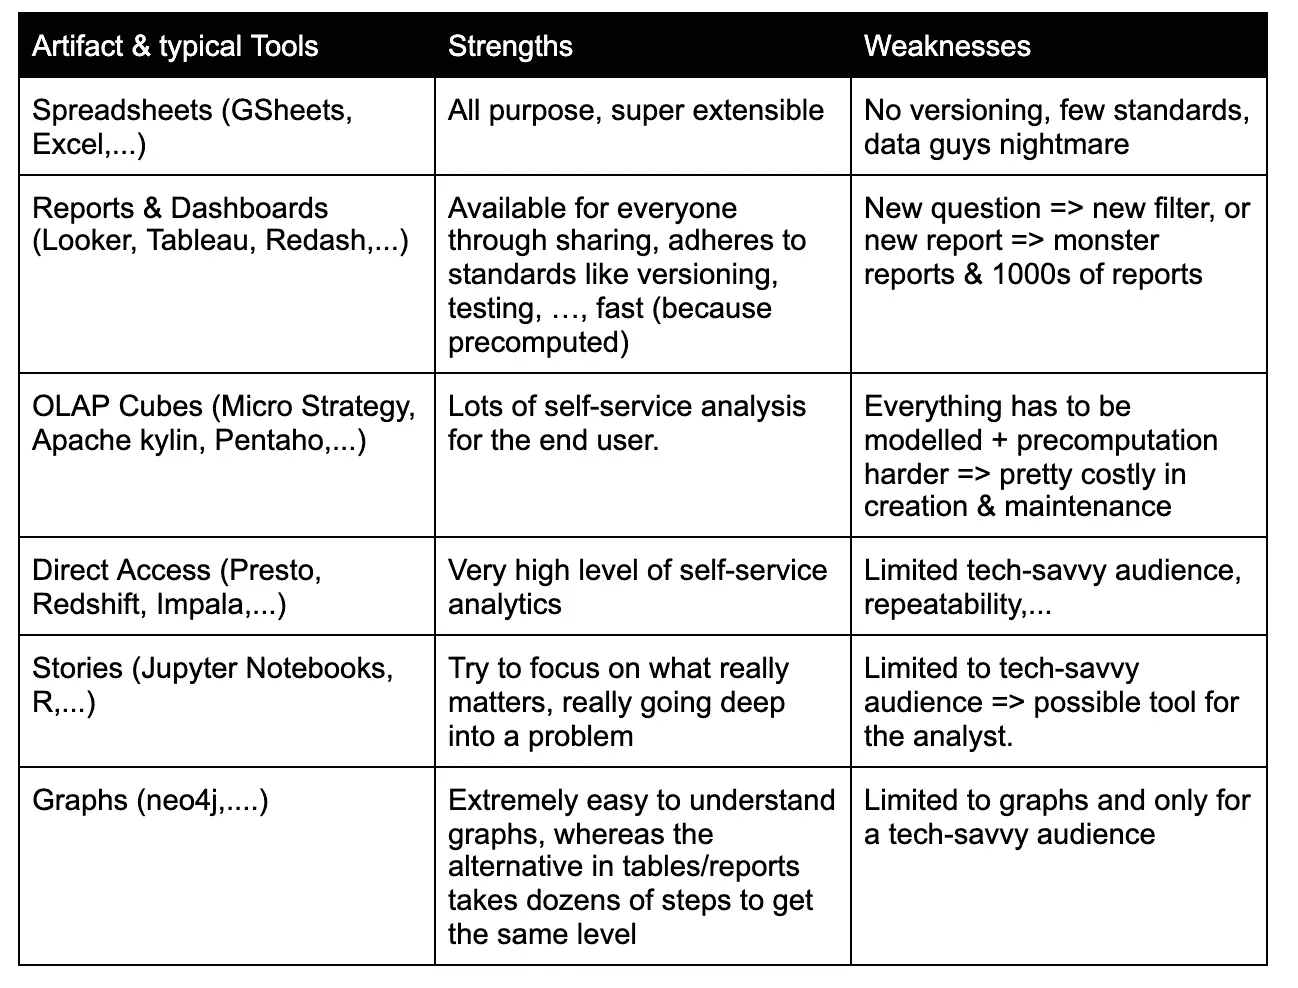 Artifact & typical Tools
Strengths
Weaknesses
Spreadsheets (GSheets,
Excel,...)
All purpose, super extensible
No versioning, few standards,
data guys nightmare
Reports & Dashboards
(Looker, Tableau, Redash,...)
Available for everyone
through sharing, adheres to
standards like versioning,
testing, …, fast (because
precomputed)
New question => new filter, or
new report => monster
reports & 1000s of reports
OLAP Cubes (Micro Strategy,
Apache kylin, Pentaho,...)
Lots of self-service analysis
for the end user.
Everything has to be
modelled + precomputation
harder => pretty costly in
creation & maintenance
Direct Access (Presto,
Redshift, Impala,...)
Very high level of self-service
analytics
Limited tech-savvy audience,
repeatability,...
Stories (Jupyter Notebooks,
R,...)
Try to focus on what really
matters, really going deep
into a problem
Limited to tech-savvy
audience => possible tool for
the analyst.
Graphs (neo4j,....)
Extremely easy to understand
graphs, whereas the
alternative in tables/reports
takes dozens of steps to get
the same level
Limited to graphs and only for
a tech-savvy audience